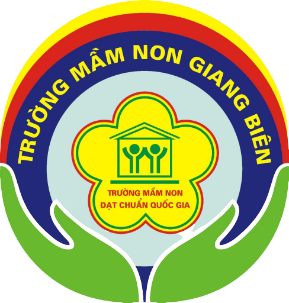 TRƯỜNG MẦM NON GIANG BIÊN
TRƯỜNG MẦM NON
ĐẠT CHUẨN QUỐC GIA